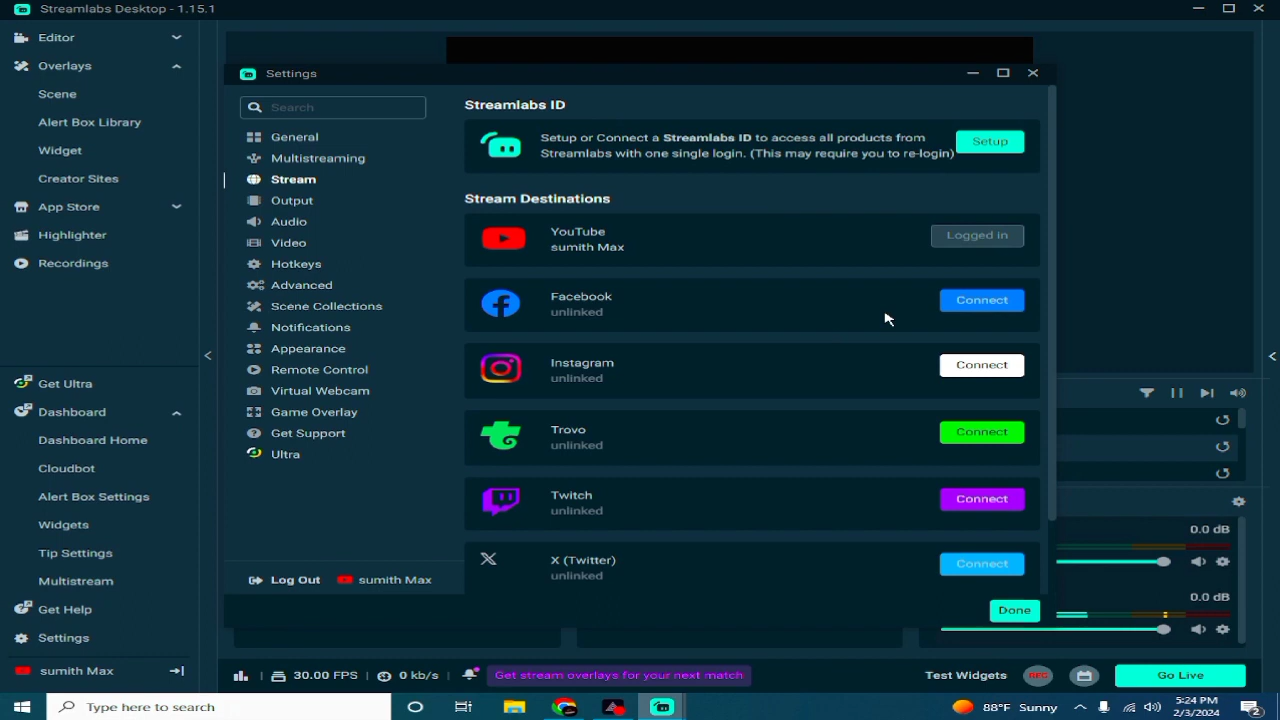 Streamlabs Desktop - 1.15.1
Editor
Overlays
Scene
Alert Box Library
Widget
Creator Sites
App Store
Highlighter
Recordings
Get Ultra
Dashboard
Dashboard Home
Cloudbot
Alert Box Settings
Widgets
Tip Settings
Multistream
Get Help
Settings
sumith Max
Settings
Search
General
Multistreaming
Stream
Output
Audio
Video
Hotkeys
Advanced
Scene Collections
Notifications
Appearance
Remote Control
Virtual Webcam
Game Overlay
Get Support
Ultra
Log Out sumith Max
Streamlabs ID
Setup or Connect a Streamlabs ID to access all products from
Streamlabs with one single login. (This may require you to re-login)
Setup
Stream Destinations
YouTube
sumith Max
Logged in
Facebook
unlinked
Connect
Instagram
unlinked
Connect
Trovo
unlinked
Connect
Twitch
unlinked
Connect
X (Twitter)
unlinked
Connect
Done
0.0 dB
0.0 dB
30.00 FPS
0 kb/s
Get stream overlays for your next match
Test Widgets
REC
Go Live
Type here to search
88°F Sunny
5:24 PM
2/3/2024
2